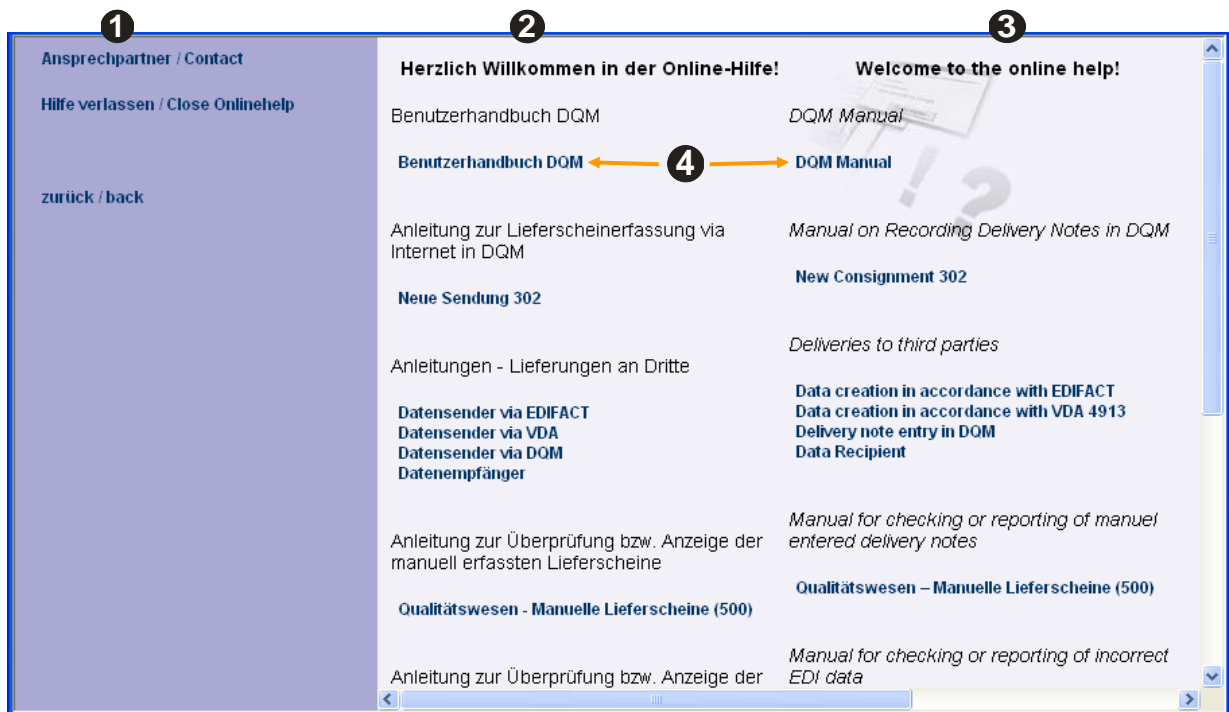 1
2
3
Ansprechpartner / Contact
Hilfe verlassen / Close Onlinehelp
zurück / back
Herzlich Willkommen in der Online-Hilfe!
Benutzerhandbuch DQM
Benutzerhandbuch DQM
4
Anleitung zur Lieferscheinerfassung via
Internet in DQM
Neue Sendung 302
Anleitungen - Lieferungen an Dritte
Datensender via EDIFACT
Datensender via VDA
Datensender via DQM
Datenempfänger
Anleitung zur Überprüfung bzw. Anzeige der
manuell erfassten Lieferscheine
Qualitätswesen - Manuelle Lieferscheine (500)
Anleitung zur Überprüfung bzw. Anzeige der
Welcome to the online help!
DQM Manual
DQM Manual
Manual on Recording Delivery Notes in DQM
New Consignment 302
Deliveries to third parties
Data creation in accordance with EDIFACT
Data creation in accordance with VDA 4913
Delivery note entry in DQM
Data Recipient
Manual for checking or reporting of manuel
entered delivery notes
Qualitätswesen – Manuelle Lieferscheine (500)
Manual for checking or reporting of incorrect
EDI data
! ?